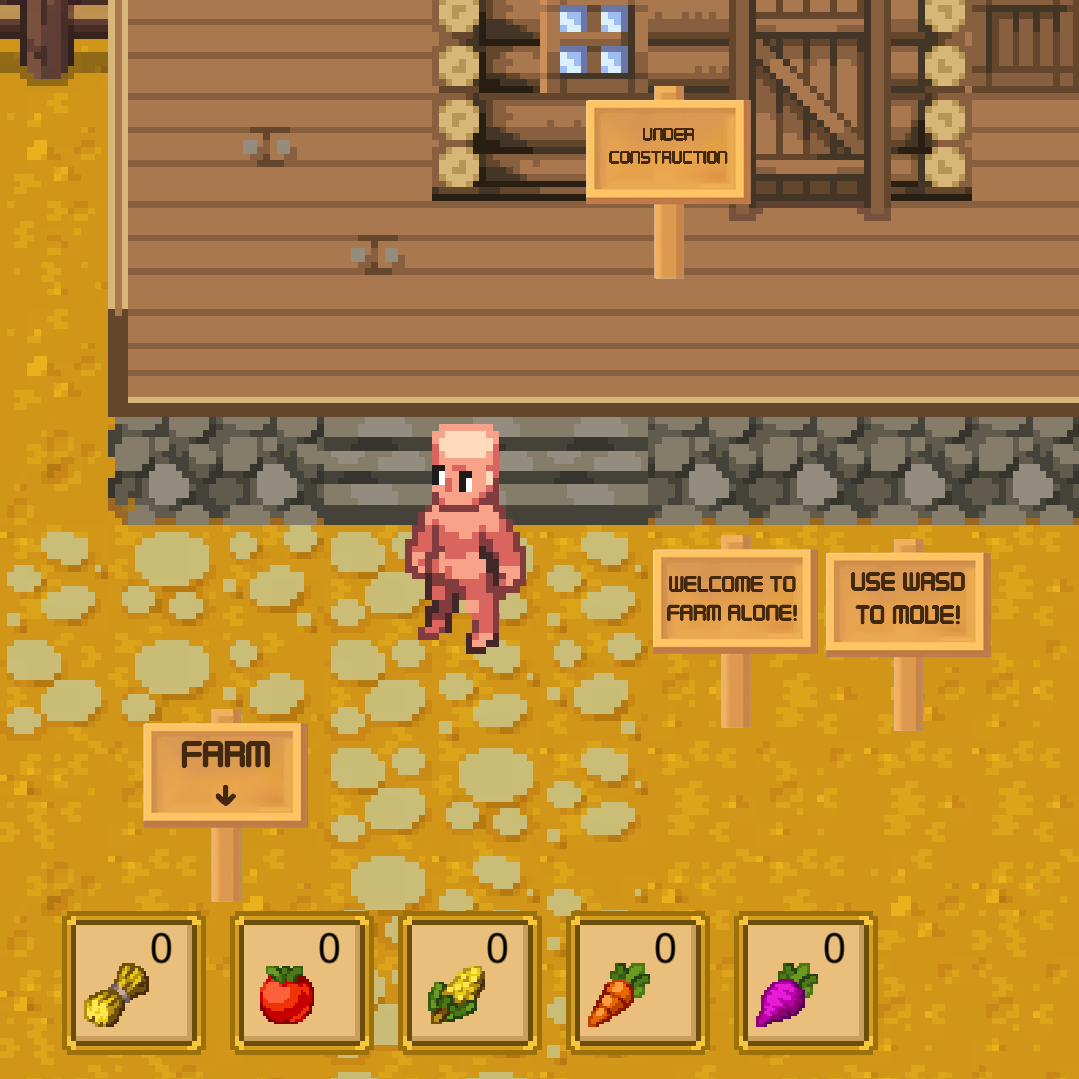 UNDER
CONSTRUCTION
WELCOME TO
FARM ALONE!
USE WASD
TO MOVE!
FARM
↓
0
0
0
0
0